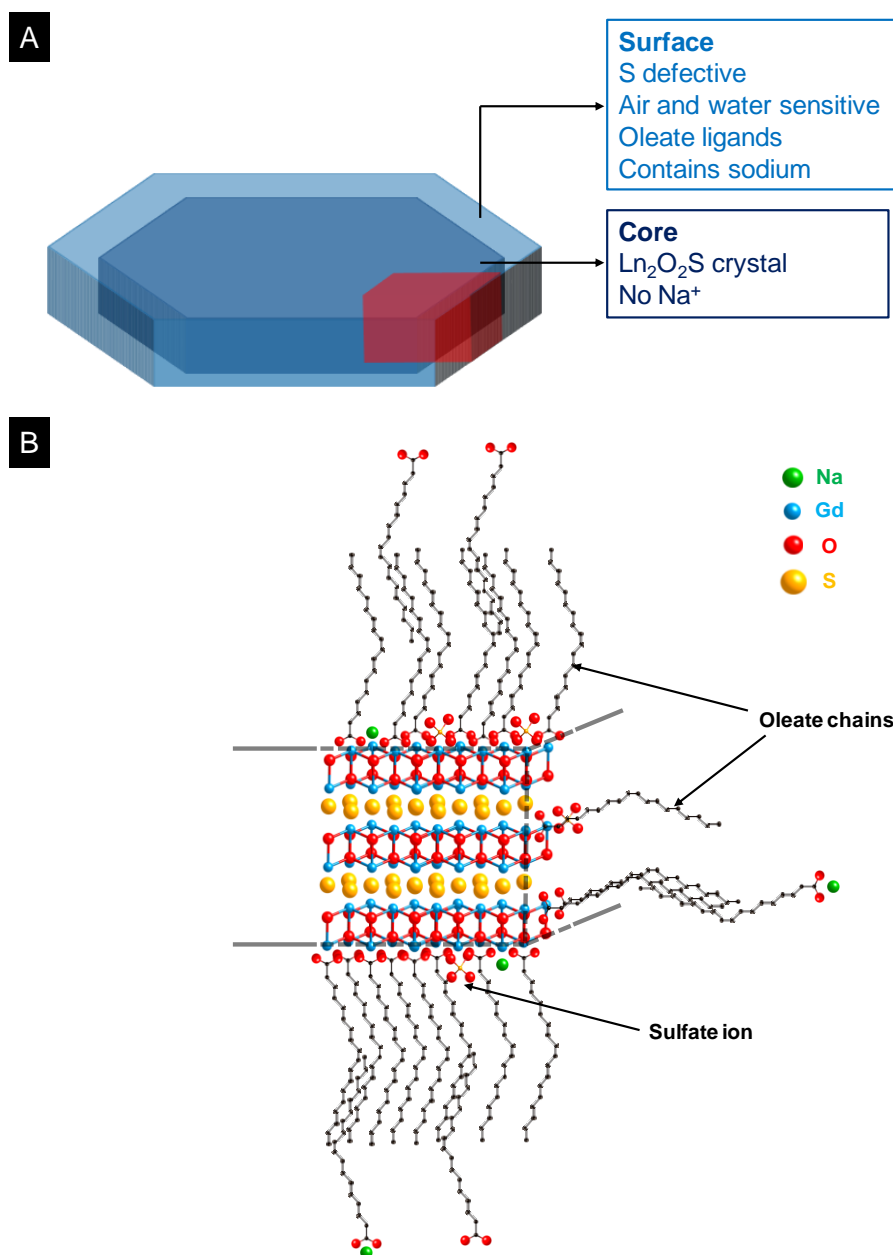 A
Surface
S defective
Air and water sensitive
Oleate ligands
Contains sodium
Core
Ln₂O₂S crystal
No Na⁺
B
Na
Gd
O
S
Oleate chains
Sulfate ion